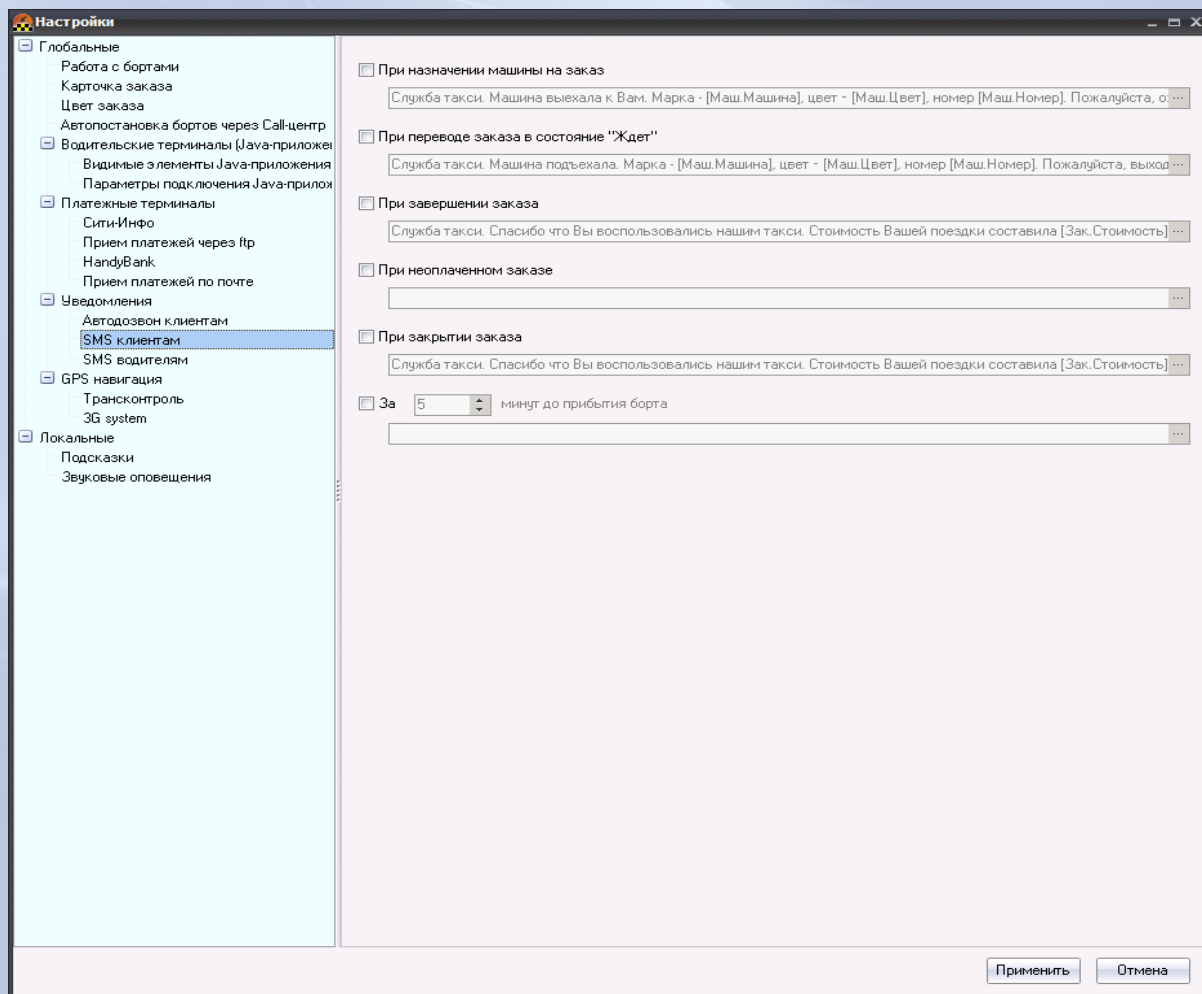 Настройки
Глобальные
Работа с бортами
Карточка заказа
Цвет заказа
Автопостановка бортов через Call-центр
Водительские терминалы (Java-приложе
Видимые элементы Java-приложения
Параметры подключения Java-прилож
Платежные терминалы
Сити-Инфо
Прием платежей через ftp
HandyBank
Прием платежей по почте
Уведомления
Автодозвон клиентам
SMS клиентам
SMS водителям
GPS навигация
Трансконтроль
3G system
Локальные
Подсказки
Звуковые оповещения
При назначении машины на заказ
Служба такси. Машина выехала к Вам. Марка - [Маш.Машина], цвет - [Маш.Цвет], номер [Маш.Номер]. Пожалуйста, о
При переводе заказа в состояние "Ждет"
Служба такси. Машина подъехала. Марка - [Маш.Машина], цвет - [Маш.Цвет], номер [Маш.Номер]. Пожалуйста, выход
При завершении заказа
Служба такси. Спасибо что Вы воспользовались нашим такси. Стоимость Вашей поездки составила [Зак.Стоимость]
При неоплаченном заказе
При закрытии заказа
Служба такси. Спасибо что Вы воспользовались нашим такси. Стоимость Вашей поездки составила [Зак.Стоимость]
За 5 минут до прибытия борта
Применить Отмена